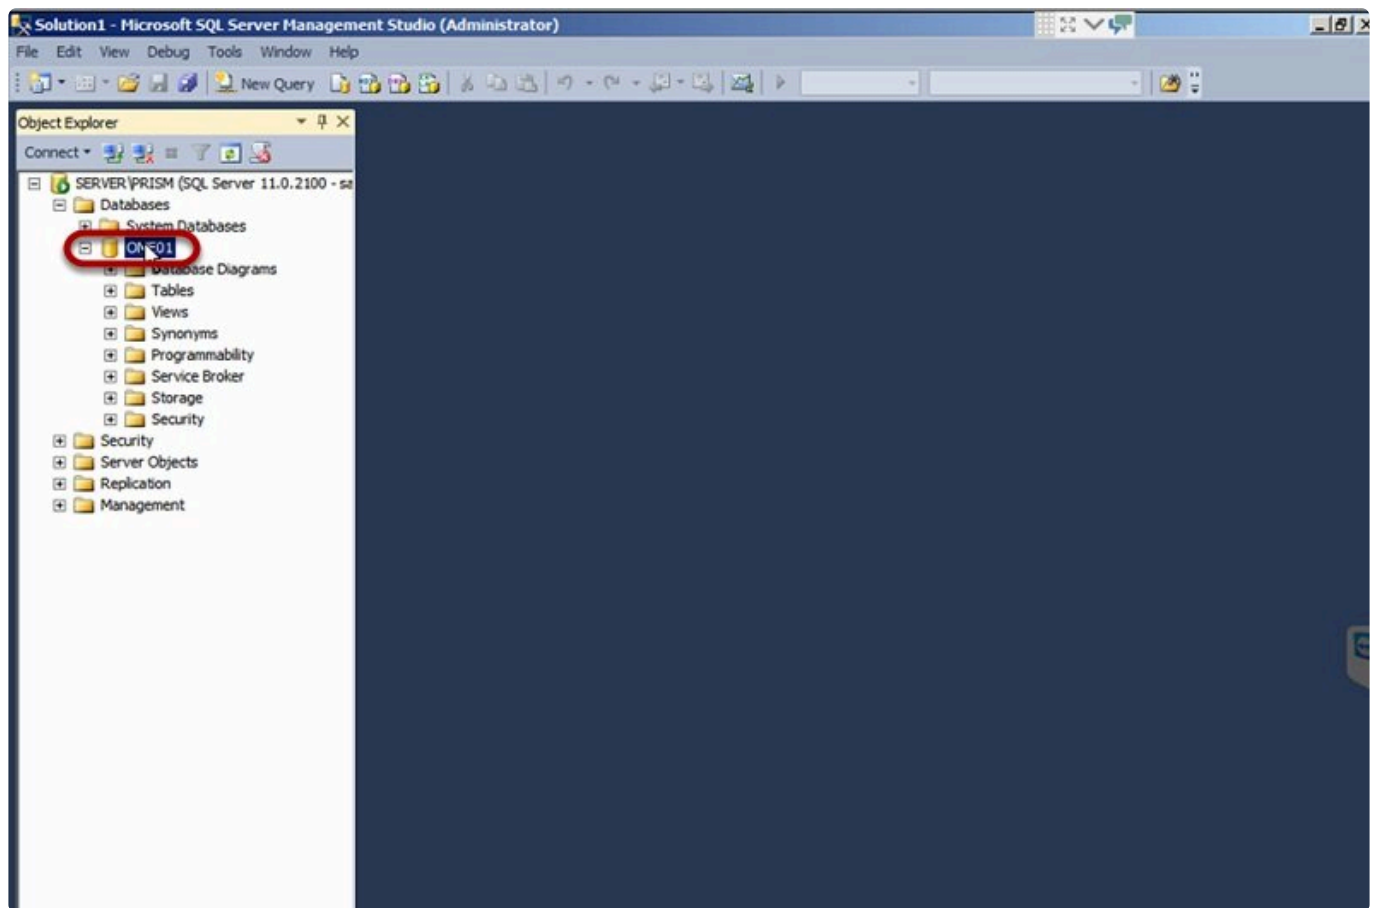 Solution1 - Microsoft SQL Server Management Studio (Administrator)
File Edit View Debug Tools Window Help
New Query
Object Explorer
Connect
SERVER\PRISM (SQL Server 11.0.2100 - sa
Databases
System Databases
Database Diagrams
Tables
Views
Synonyms
Programmability
Service Broker
Storage
Security
Security
Server Objects
Replication
Management